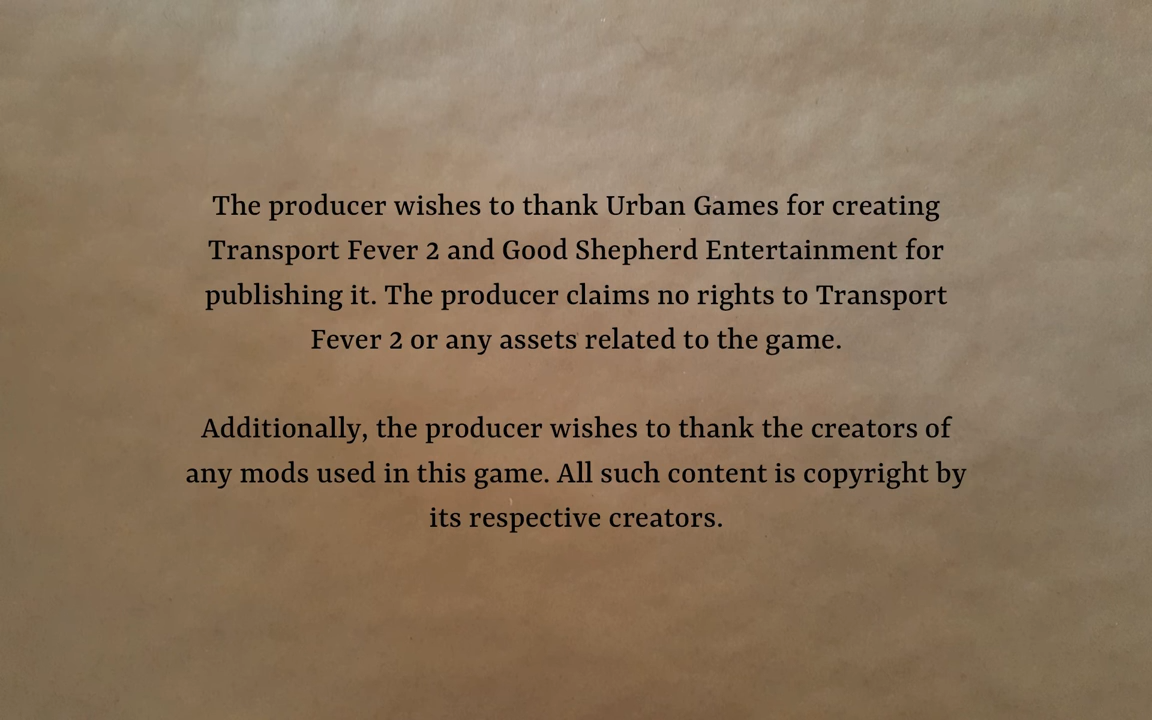 The producer wishes to thank Urban Games for creating
Transport Fever 2 and Good Shepherd Entertainment for
publishing it. The producer claims no rights to Transport
Fever 2 or any assets related to the game.
Additionally, the producer wishes to thank the creators of
any mods used in this game. All such content is copyright by
its respective creators.